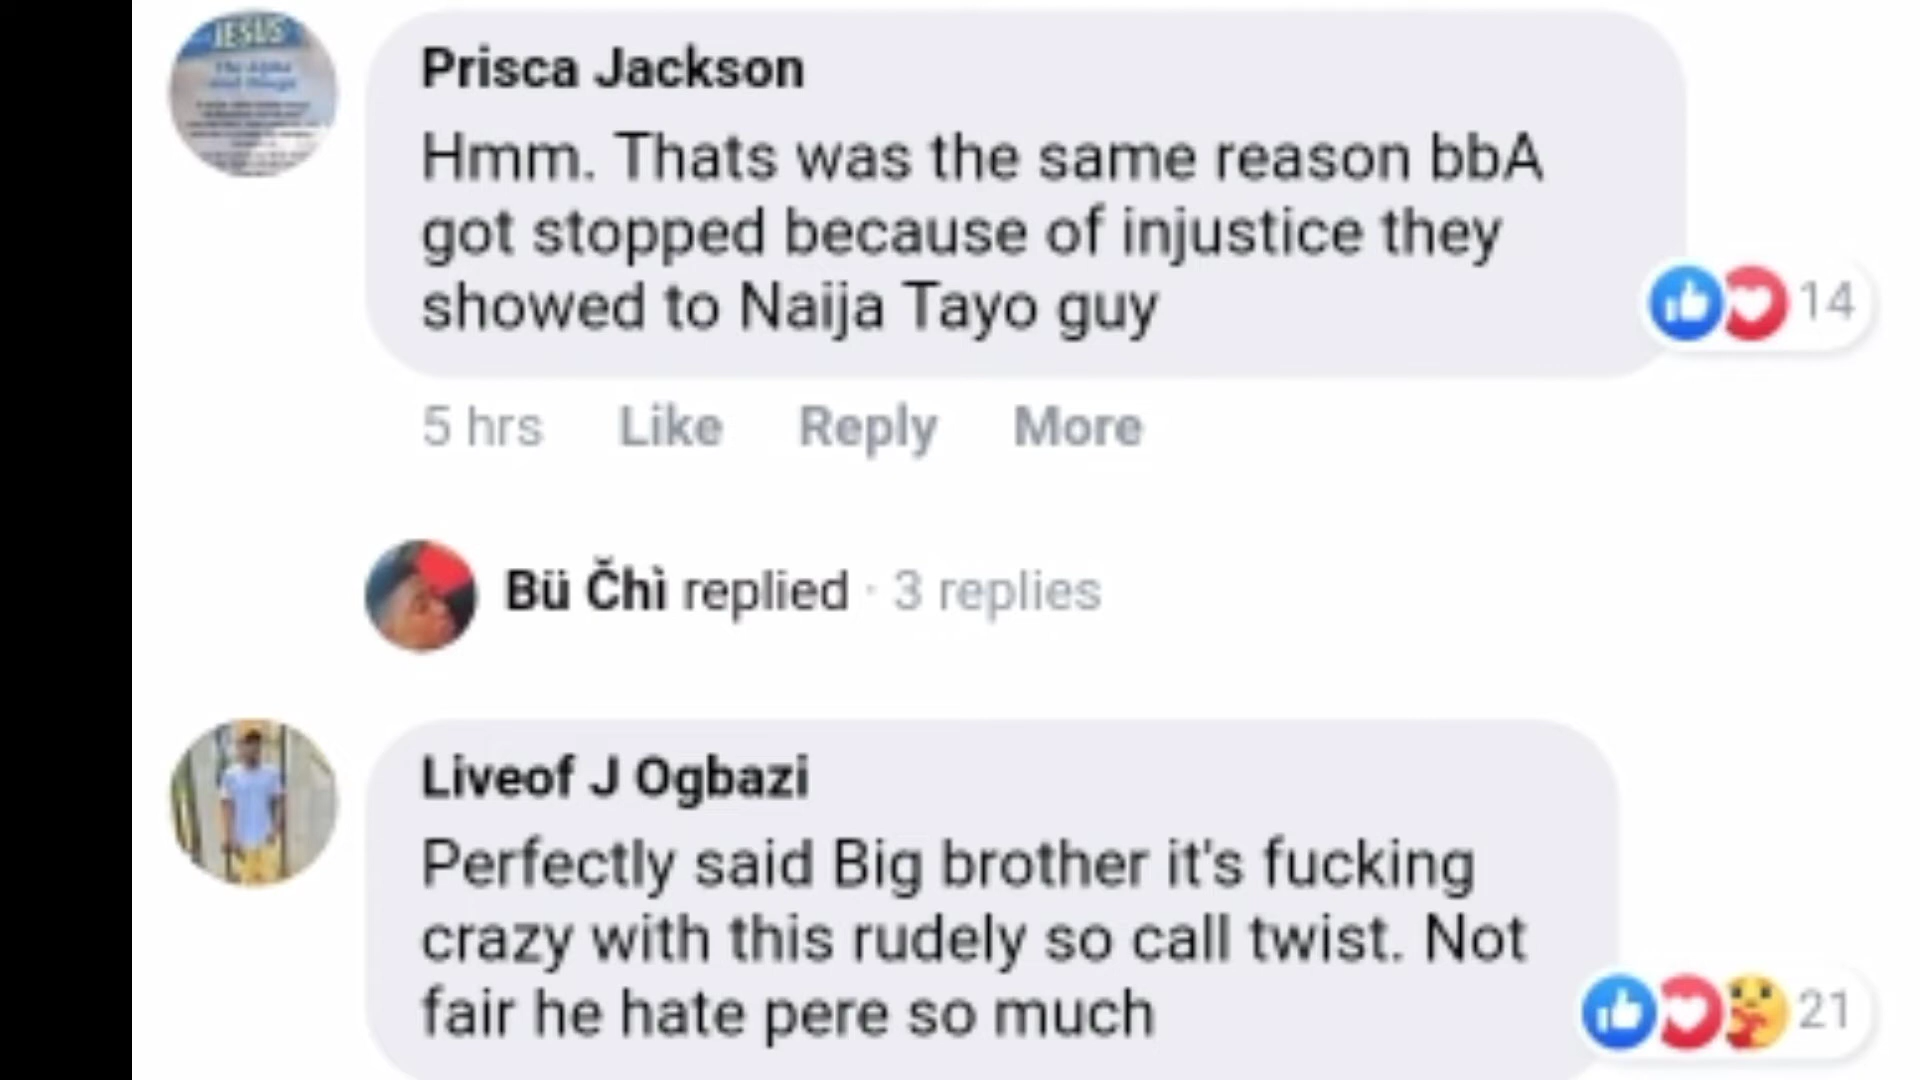 JESUS
Prisca Jackson
Hmm. Thats was the same reason bbA
got stopped because of injustice they
showed to Naija Tayo guy
14
5 hrs Like Reply More
Bü Čhì replied · 3 replies
Liveof J Ogbazi
Perfectly said Big brother it's fucking
crazy with this rudely so call twist. Not
fair he hate pere so much
21